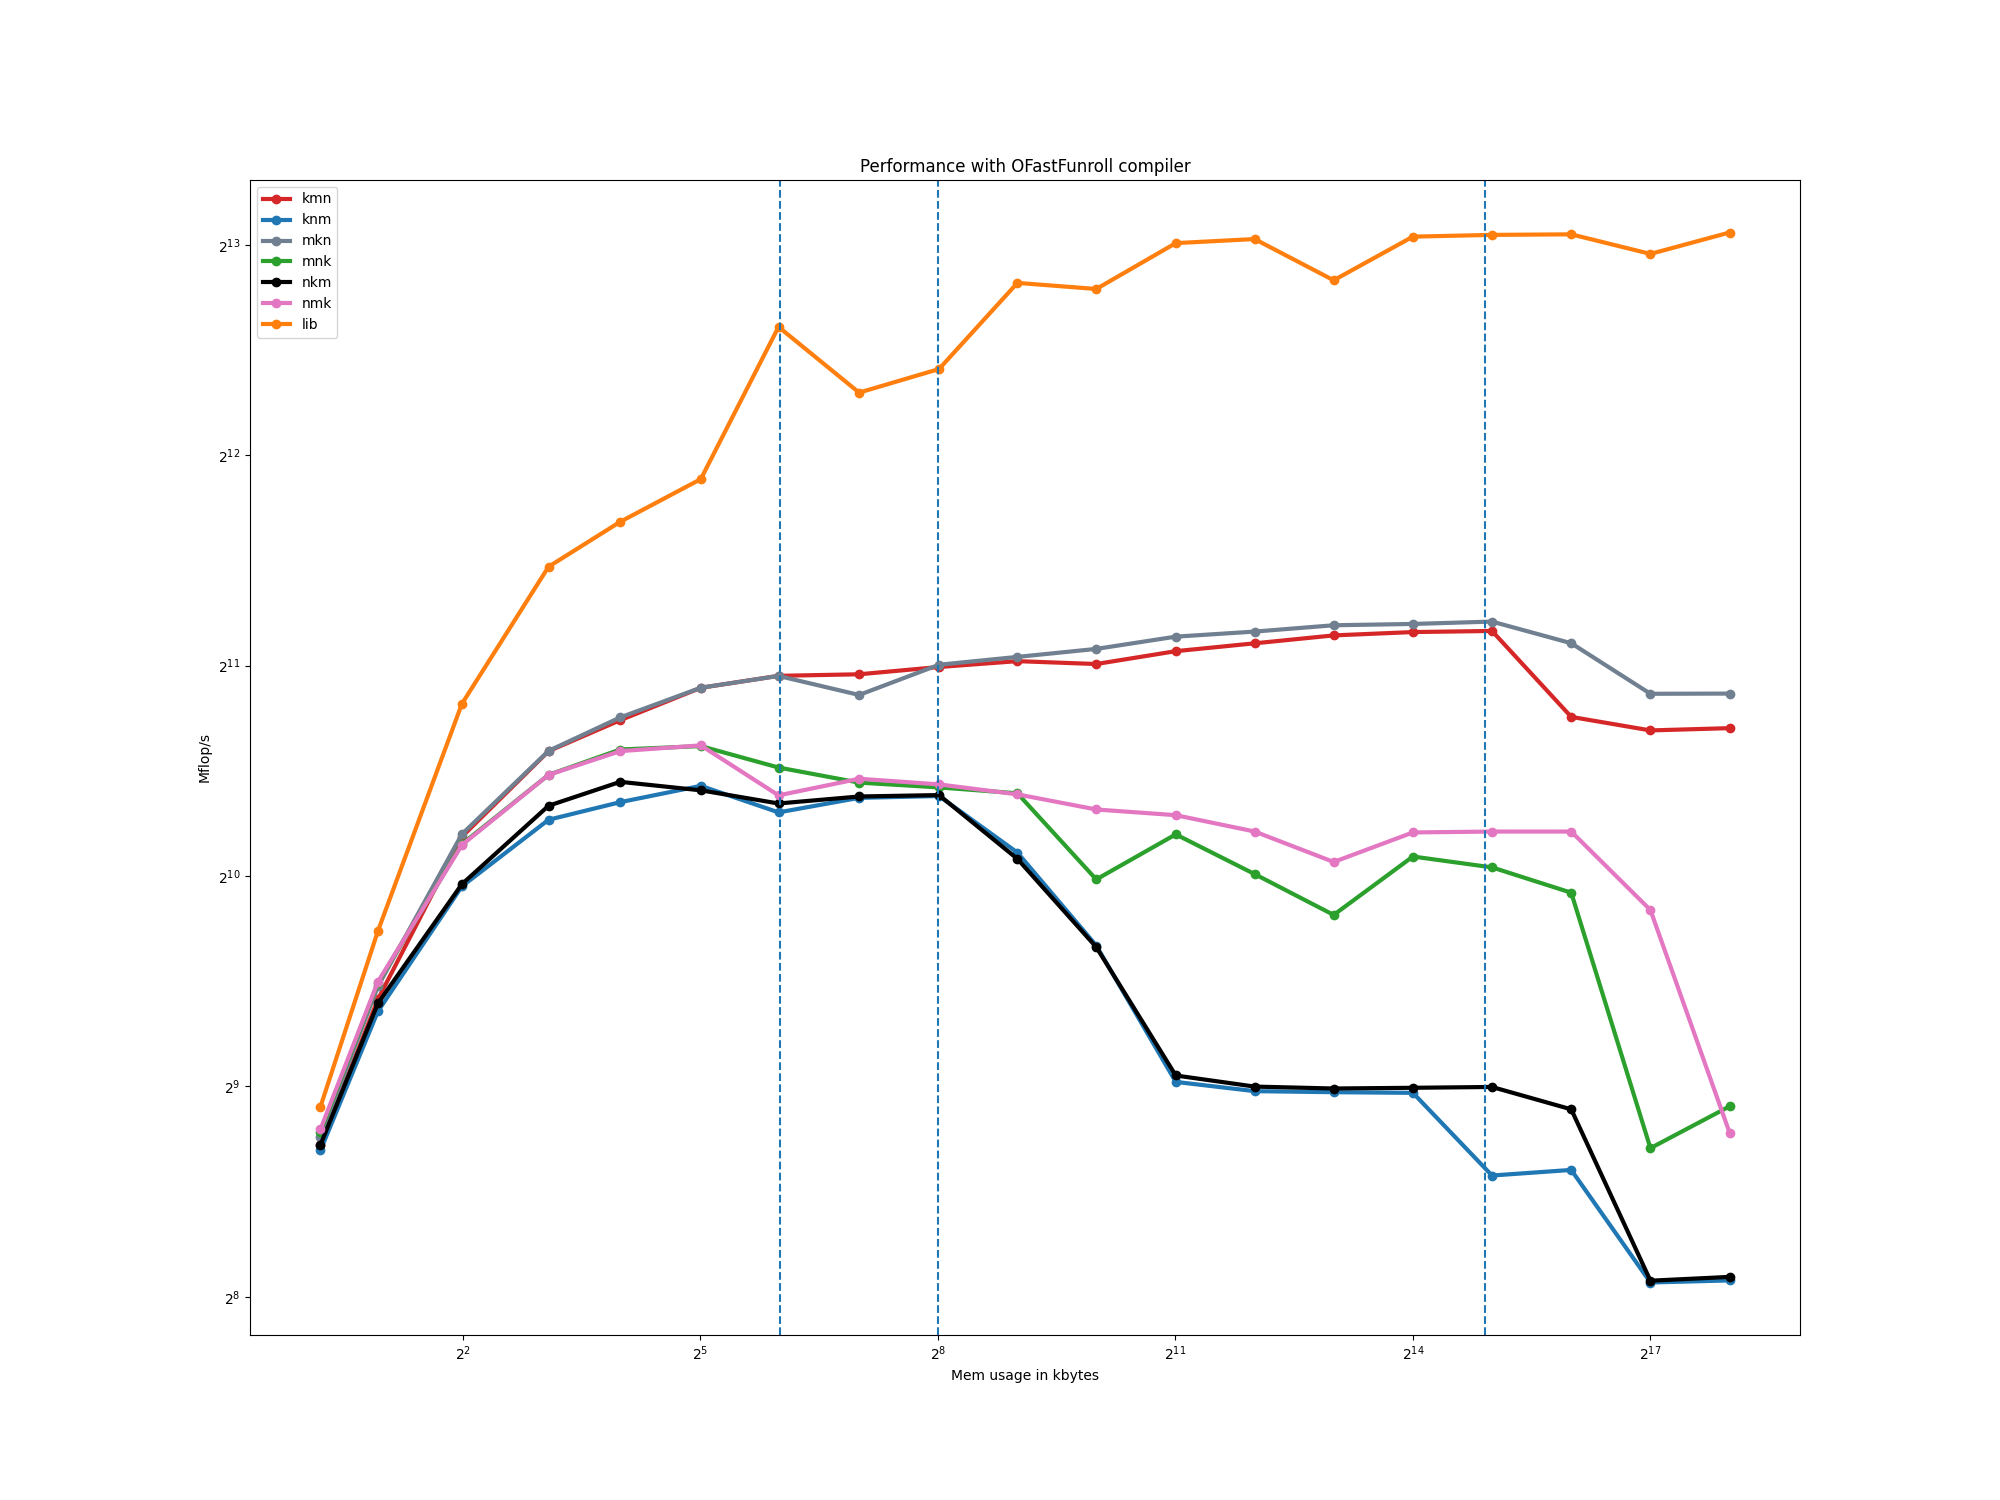 Performance with OFastFunroll compiler
kmn
knm
mkn
mnk
nkm
nmk
lib
Mflop/s
2^13
2^12
2^11
2^10
2^9
2^8
2^2 2^5 2^8 2^11 2^14 2^17
Mem usage in kbytes